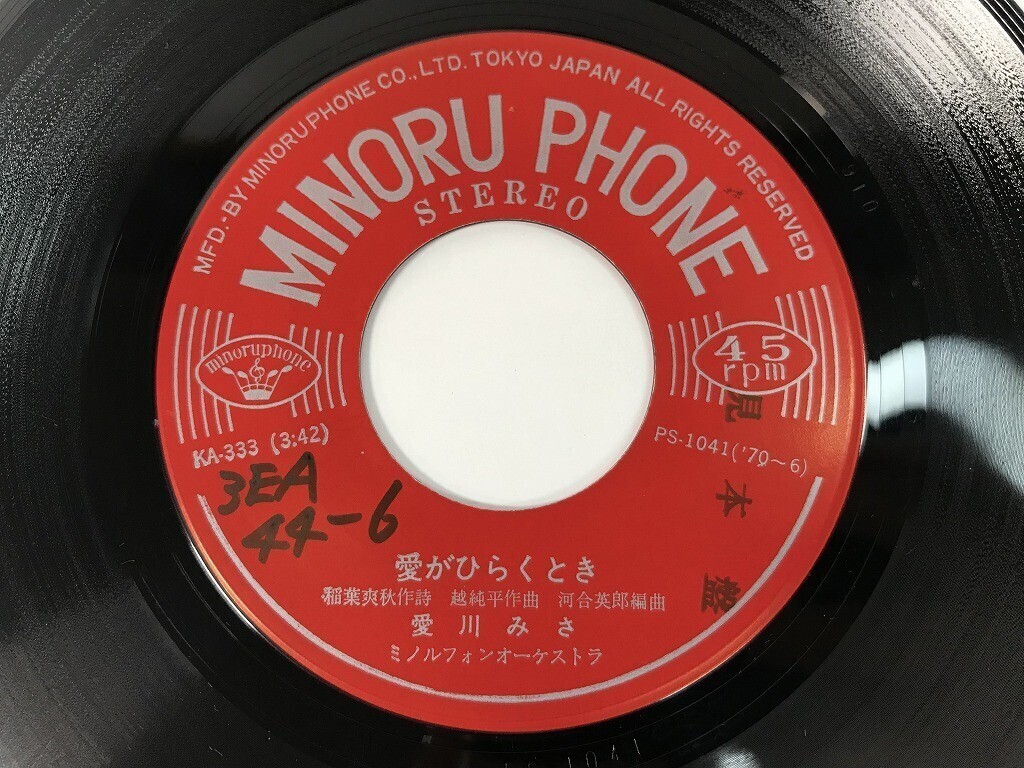 MFD.: BY MINORUPHONE CO., LTD. TOKYO JAPAN ALL RIGHTS RESERVED
MINORU PHONE
STEREO
minoruphone
45
rpm
KA-333 (3:42)
PS-1041('70～6)
3EA
44-6
見本盤
愛がひらくとき
稲葉爽秋作詩 越純平作曲 河合英郎編曲
愛川みさ
ミノルフォンオーケストラ